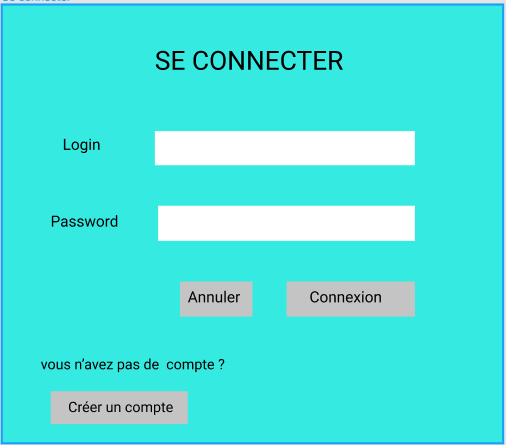 SE CONNECTER
Login
Password
Annuler Connexion
vous n'avez pas de compte ?
Créer un compte